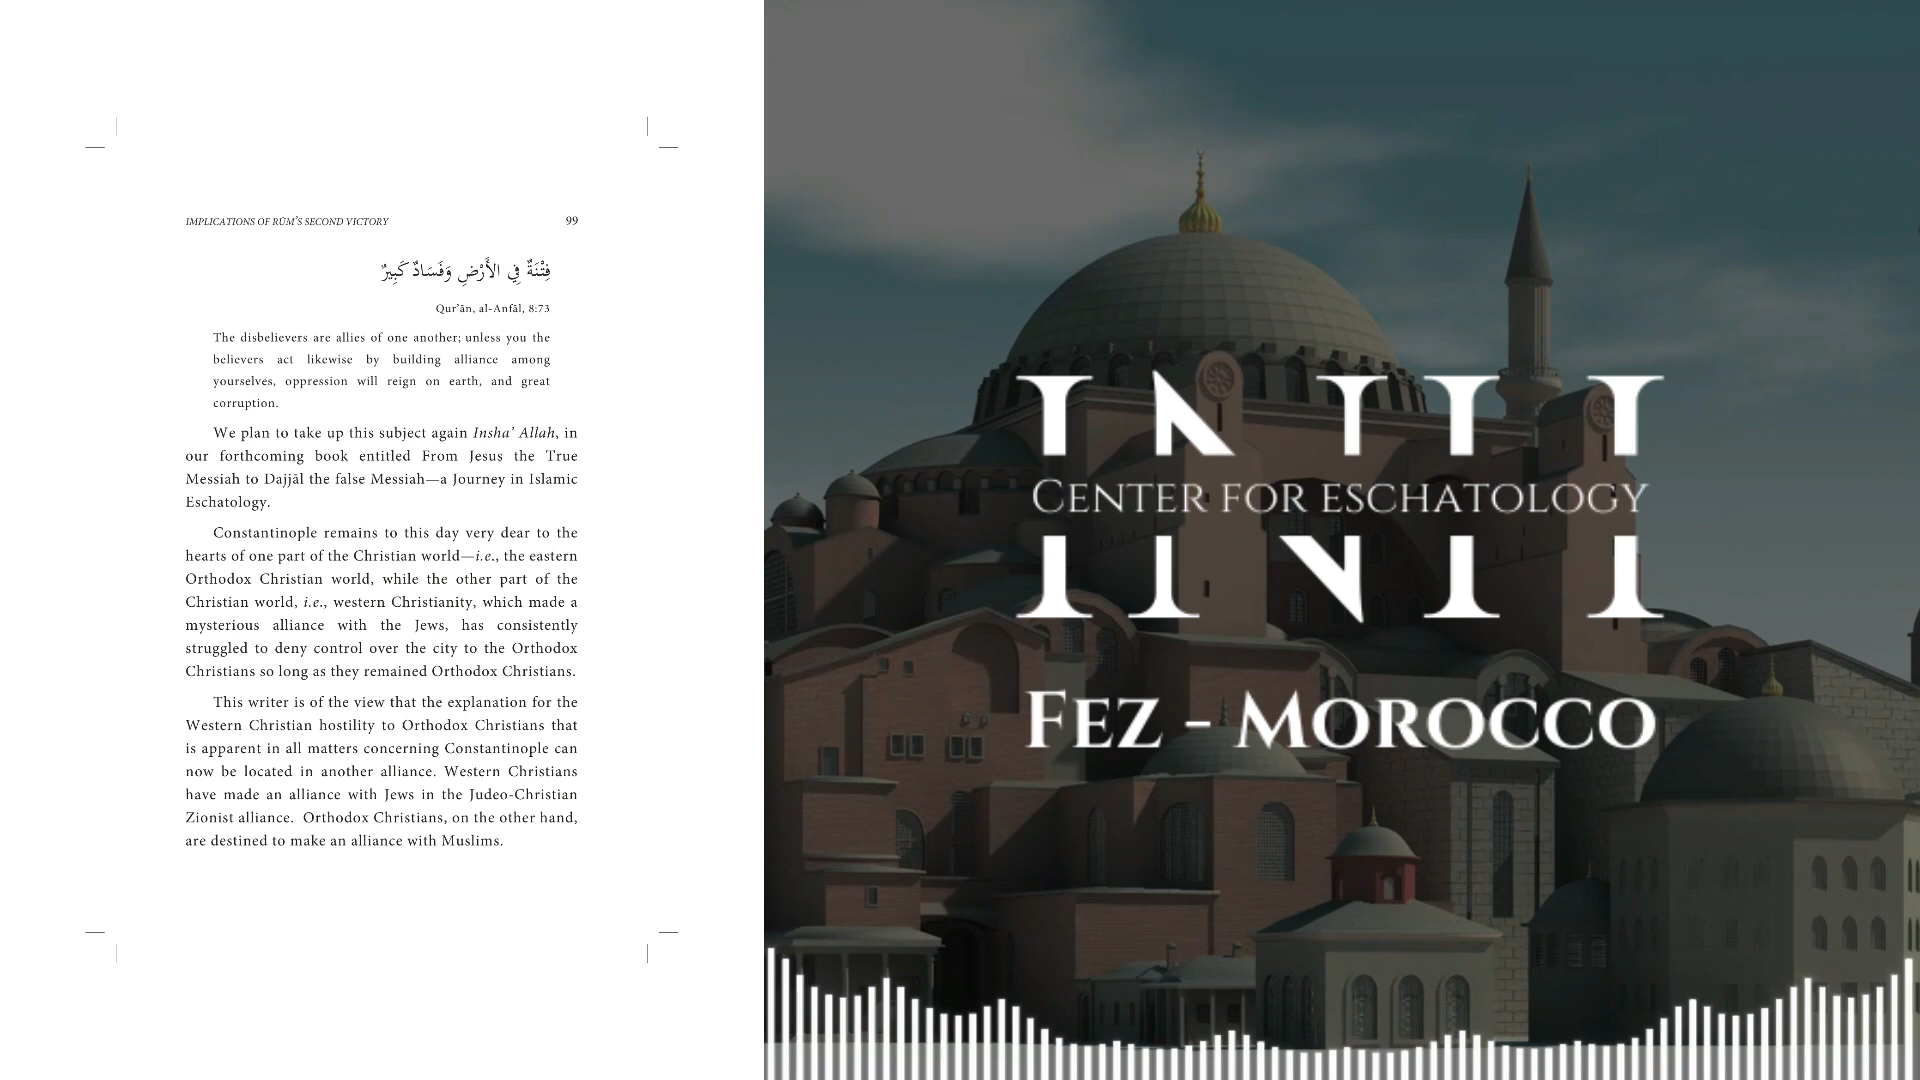 IMPLICATIONS OF RŪM'S SECOND VICTORY 99
فِتْنَةٌ فِي الأَرْضِ وَفَسَادٌ كَبِيرٌ
Qur'ān, al-Anfāl, 8:73
The disbelievers are allies of one another; unless you the
believers act likewise by building alliance among
yourselves, oppression will reign on earth, and great
corruption.
We plan to take up this subject again Insha' Allah, in
our forthcoming book entitled From Jesus the True
Messiah to Dajjāl the false Messiah—a Journey in Islamic
Eschatology.
Constantinople remains to this day very dear to the
hearts of one part of the Christian world—i.e., the eastern
Orthodox Christian world, while the other part of the
Christian world, i.e., western Christianity, which made a
mysterious alliance with the Jews, has consistently
struggled to deny control over the city to the Orthodox
Christians so long as they remained Orthodox Christians.
This writer is of the view that the explanation for the
Western Christian hostility to Orthodox Christians that
is apparent in all matters concerning Constantinople can
now be located in another alliance. Western Christians
have made an alliance with Jews in the Judeo-Christian
Zionist alliance. Orthodox Christians, on the other hand,
are destined to make an alliance with Muslims.
CENTER FOR ESCHATOLOGY
FEZ - MOROCCO